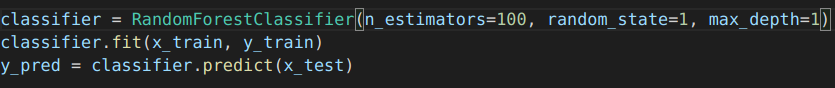 classifier = RandomForestClassifier(n_estimators=100, random_state=1, max_depth=1)
classifier.fit(x_train, y_train)
y_pred = classifier.predict(x_test)